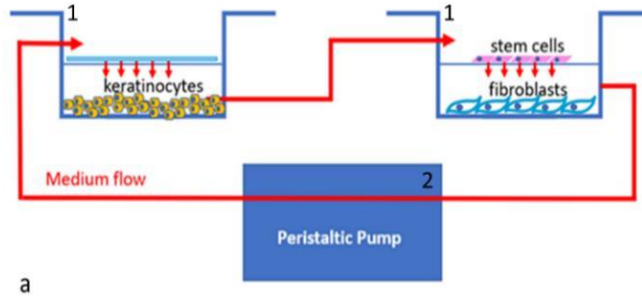 1
1
stem cells
keratinocytes
fibroblasts
Medium flow
2
Peristaltic Pump
a